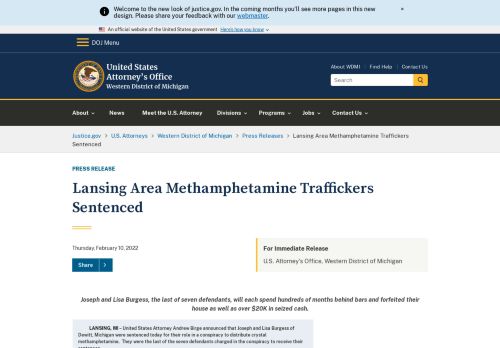 Welcome to the new look of justice.gov. In the coming months you'll see more pages in this new
design. Please share your feedback with our webmaster.
×
An official website of the United States government Here's how you know
DOJ Menu
United States
Attorney's Office
Western District of Michigan
About WDMI Find Help Contact Us
Search
About News Meet the U.S. Attorney Divisions Programs Jobs Contact Us
Justice.gov > U.S. Attorneys > Western District of Michigan > Press Releases > Lansing Area Methamphetamine Traffickers
Sentenced
PRESS RELEASE
Lansing Area Methamphetamine Traffickers
Sentenced
Thursday, February 10, 2022
For Immediate Release
U.S. Attorney's Office, Western District of Michigan
Share >
Joseph and Lisa Burgess, the last of seven defendants, will each spend hundreds of months behind bars and forfeited their
house as well as over $20K in seized cash.
LANSING, MI – United States Attorney Andrew Birge announced that Joseph and Lisa Burgess of
Dewitt, Michigan were sentenced today for their role in a conspiracy to distribute crystal
methamphetamine. They were the last of the seven defendants charged in the conspiracy to receive their